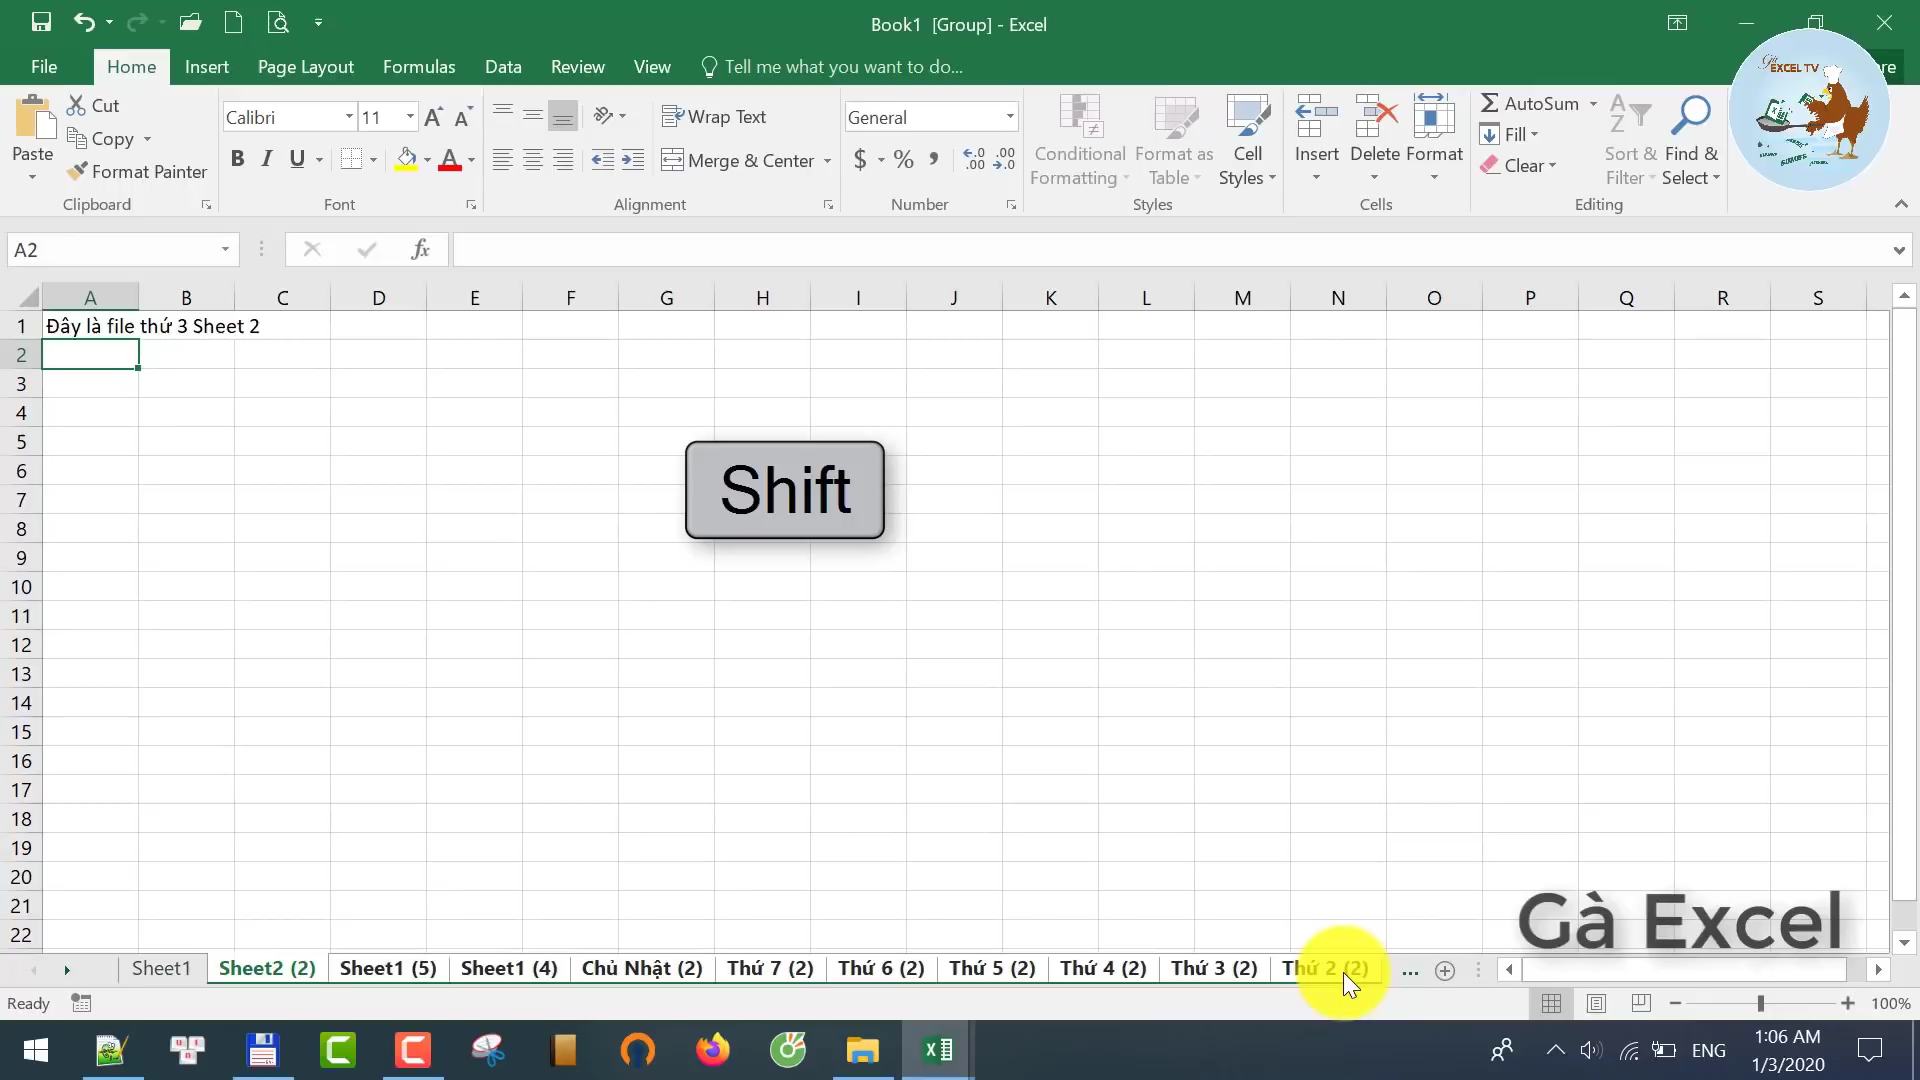 Book1 [Group] - Excel
File Home Insert Page Layout Formulas Data Review View Tell me what you want to do...
EXCEL TV
Cut
Copy
Format Painter
Paste
Clipboard
Calibri 11
B I U
Font
Wrap Text
Merge & Center
Alignment
General
$ % ,
Number
Conditional Formatting
Format as Table
Cell Styles
Styles
Insert Delete Format
Cells
AutoSum
Fill
Clear
Sort & Filter
Find & Select
Editing
A2
fx
A B C D E F G H I J K L M N O P Q R S
1 Đây là file thứ 3 Sheet 2
2
3
4
5
Shift
6
7
8
9
10
11
12
13
14
15
16
17
18
19
20
21
22
Gà Excel
Sheet1 Sheet2 (2) Sheet1 (5) Sheet1 (4) Chủ Nhật (2) Thứ 7 (2) Thứ 6 (2) Thứ 5 (2) Thứ 4 (2) Thứ 3 (2) Thứ 2 (2) ...
Ready 100%
ENG
1:06 AM
1/3/2020